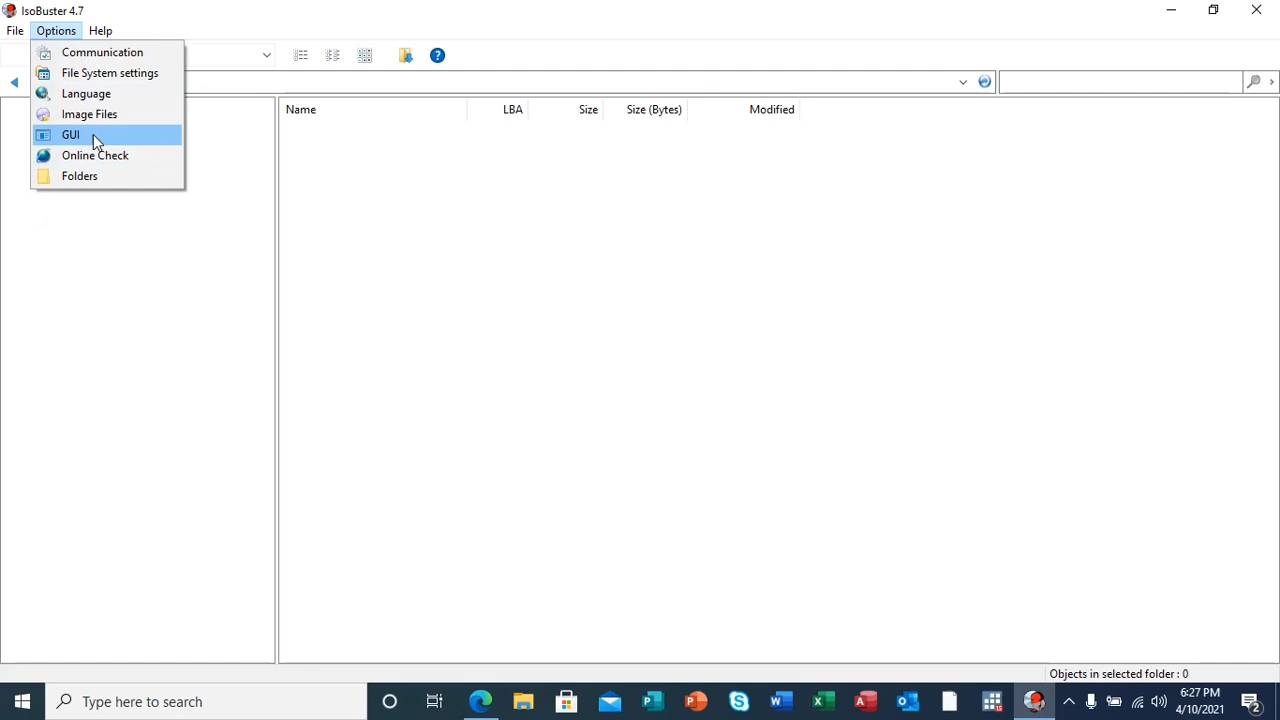 IsoBuster 4.7
File Options Help
Communication
File System settings
Language
Image Files
GUI
Online Check
Folders
Name LBA Size Size (Bytes) Modified
Objects in selected folder : 0
Type here to search
6:27 PM
4/10/2021
2